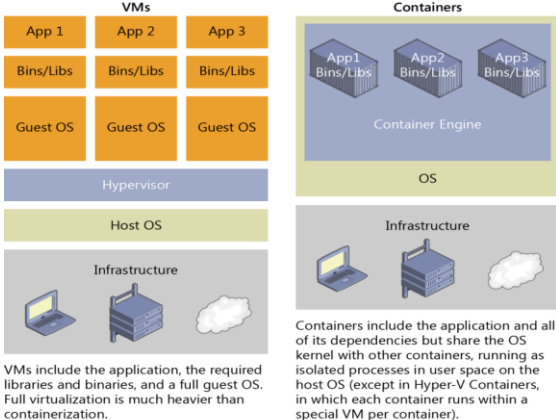 VMs
App 1
App 2
App 3
Bins/Libs
Bins/Libs
Bins/Libs
Guest OS
Guest OS
Guest OS
Hypervisor
Host OS
Infrastructure
VMs include the application, the required
libraries and binaries, and a full guest OS.
Full virtualization is much heavier than
containerization.
Containers
App1
Bins/Libs
App2
Bins/Libs
App3
Bins/Libs
Container Engine
OS
Infrastructure
Containers include the application and all
of its dependencies but share the OS
kernel with other containers, running as
isolated processes in user space on the
host OS (except in Hyper-V Containers,
in which each container runs within a
special VM per container).